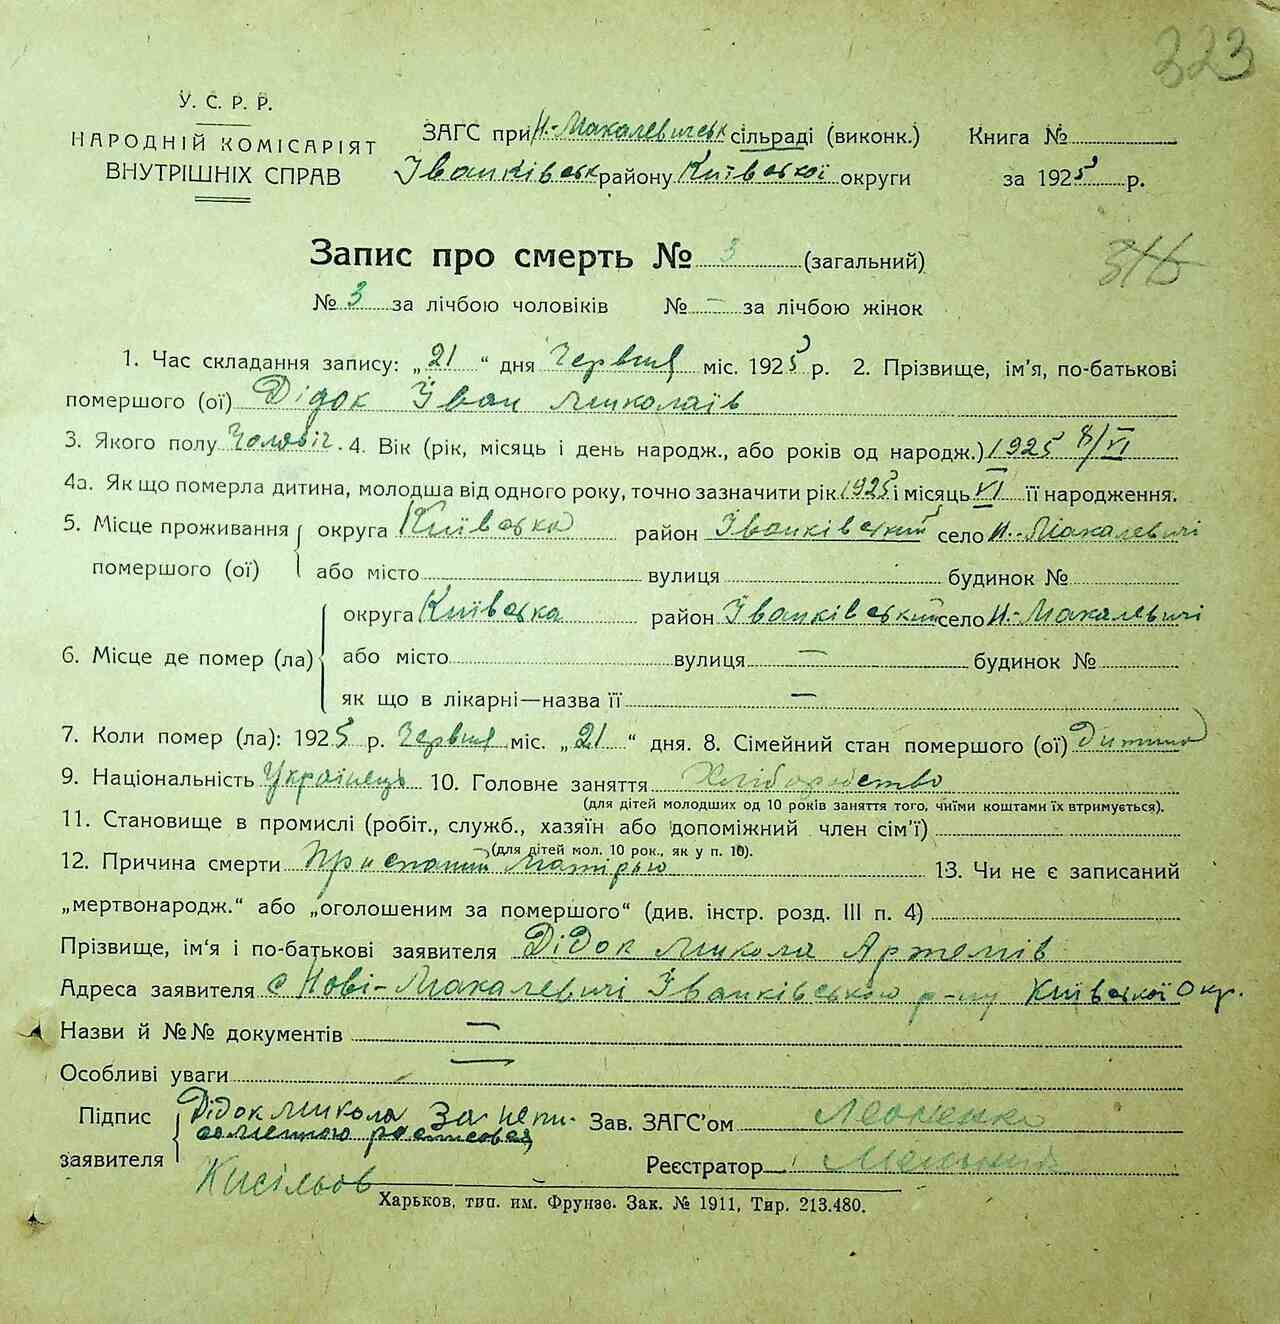 323
У. С. Р. Р.
НАРОДНІЙ КОМІСАРІЯТ
ВНУТРІШНІХ СПРАВ
ЗАГС при Н.-Макалевичськ сільраді (виконк.)
Іванківськ району Київської округи
Книга №
за 1925 р.
Запис про смерть № 3 (загальний)
№ 3 за лічбою чоловіків № – за лічбою жінок
1. Час складання запису: „21“ дня Червня міс. 1925 р. 2. Прізвище, ім'я, по-батькові
помершого (ої) Дідок Іван Миколаїв
3. Якого полу Чоловіч. 4. Вік (рік, місяць і день народж., або років од народж.) 1925 8/VI
4а. Як що померла дитина, молодша від одного року, точно зазначити рік 1925 і місяць VI її народження.
5. Місце проживання округа Київська район Іванківський село Н.-Макалевичі
помершого (ої) або місто вулиця будинок №
округа Київська район Іванківський село Н.-Макалевичі
6. Місце де помер (ла) або місто вулиця — будинок №
як що в лікарні—назва її —
7. Коли помер (ла): 1925 р. Червня міс. „21“ дня. 8. Сімейний стан помершого (ої) Дитина
9. Національність Українець 10. Головне заняття Хліборобство
(для дітей молодших од 10 років заняття того, чиїми коштами їх втримується).
11. Становище в промислі (робіт., служб., хазяїн або допоміжний член сім'ї)
(для дітей мол. 10 рок., як у п. 10).
12. Причина смерти Приспаний матірью 13. Чи не є записаний
„мертвонародж.“ або „оголошеним за помершого“ (див. інстр. розд. III п. 4)
Прізвище, ім'я і по-батькові заявителя Дідок Микола Артемів
Адреса заявителя с Нові-Макалевичі Іванківського р-ну Київської Окр.
Назви й №№ документів —
Особливі уваги —
Підпис Дідок Микола За непи-
заявителя сьменного росписовся
Кисільов
Зав. ЗАГС'ом Леоненко
Реєстратор
Харьков, тип. им. Фрунзе. Зак. № 1911, Тир. 213.480.